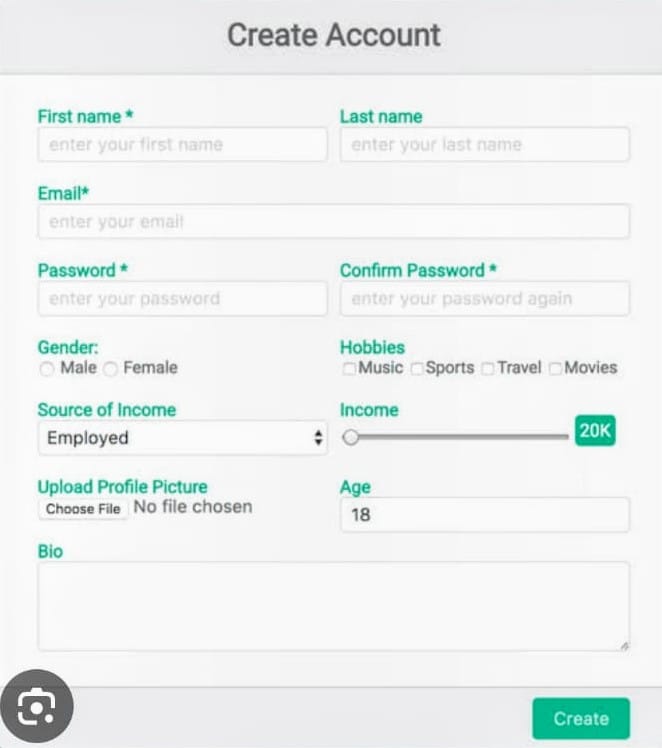 Create Account
First name * Last name
enter your first name enter your last name
Email*
enter your email
Password * Confirm Password *
enter your password enter your password again
Gender: Hobbies
Male Female Music Sports Travel Movies
Source of Income Income
Employed 20K
Upload Profile Picture Age
Choose File No file chosen 18
Bio
Create